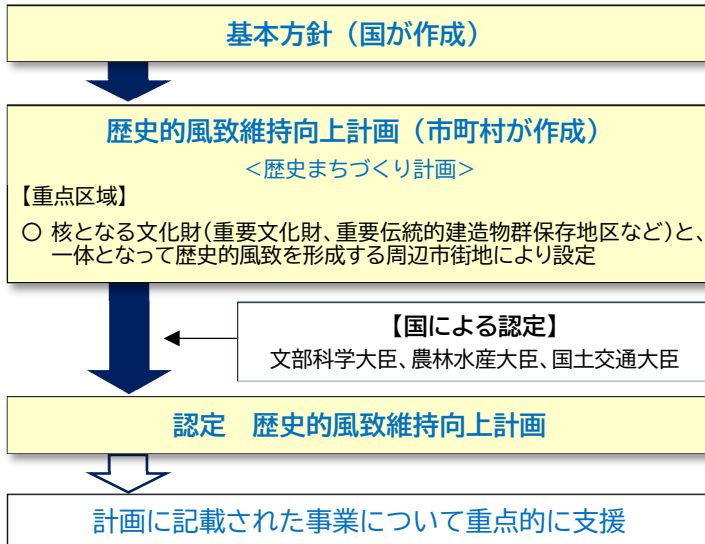 基本方針（国が作成）
歴史的風致維持向上計画（市町村が作成）
＜歴史まちづくり計画＞
【重点区域】
○ 核となる文化財（重要文化財、重要伝統的建造物群保存地区など）と、
一体となって歴史的風致を形成する周辺市街地により設定
【国による認定】
文部科学大臣、農林水産大臣、国土交通大臣
認定　歴史的風致維持向上計画
計画に記載された事業について重点的に支援